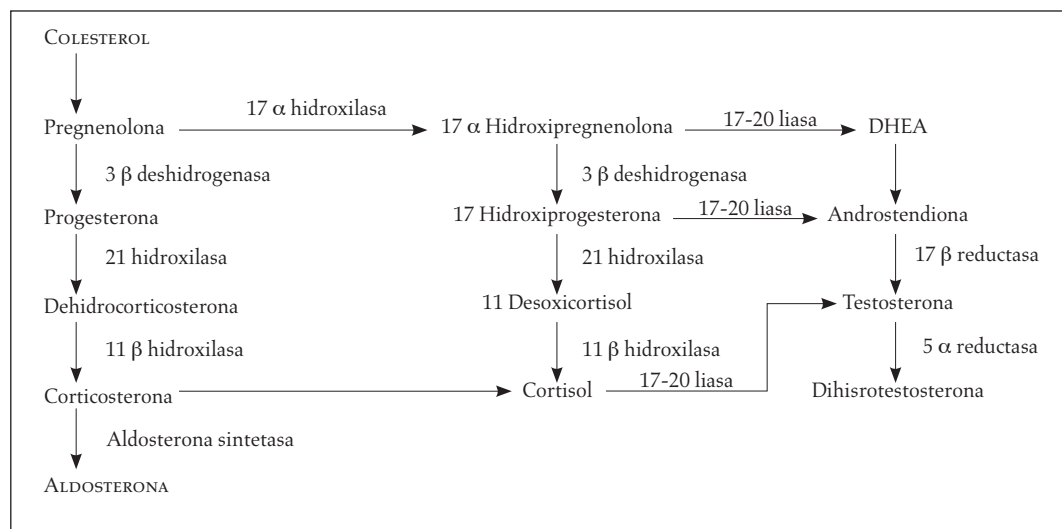 COLESTEROL
17 α hidroxilasa
17-20 liasa
Pregnenolona
17 α Hidroxipregnenolona
DHEA
3 β deshidrogenasa
3 β deshidrogenasa
Progesterona
17 Hidroxiprogesterona
17-20 liasa
Androstendiona
21 hidroxilasa
21 hidroxilasa
17 β reductasa
Dehidrocorticosterona
11 Desoxicortisol
Testosterona
11 β hidroxilasa
11 β hidroxilasa
5 α reductasa
Corticosterona
Cortisol
17-20 liasa
Dihisrotestosterona
Aldosterona sintetasa
ALDOSTERONA